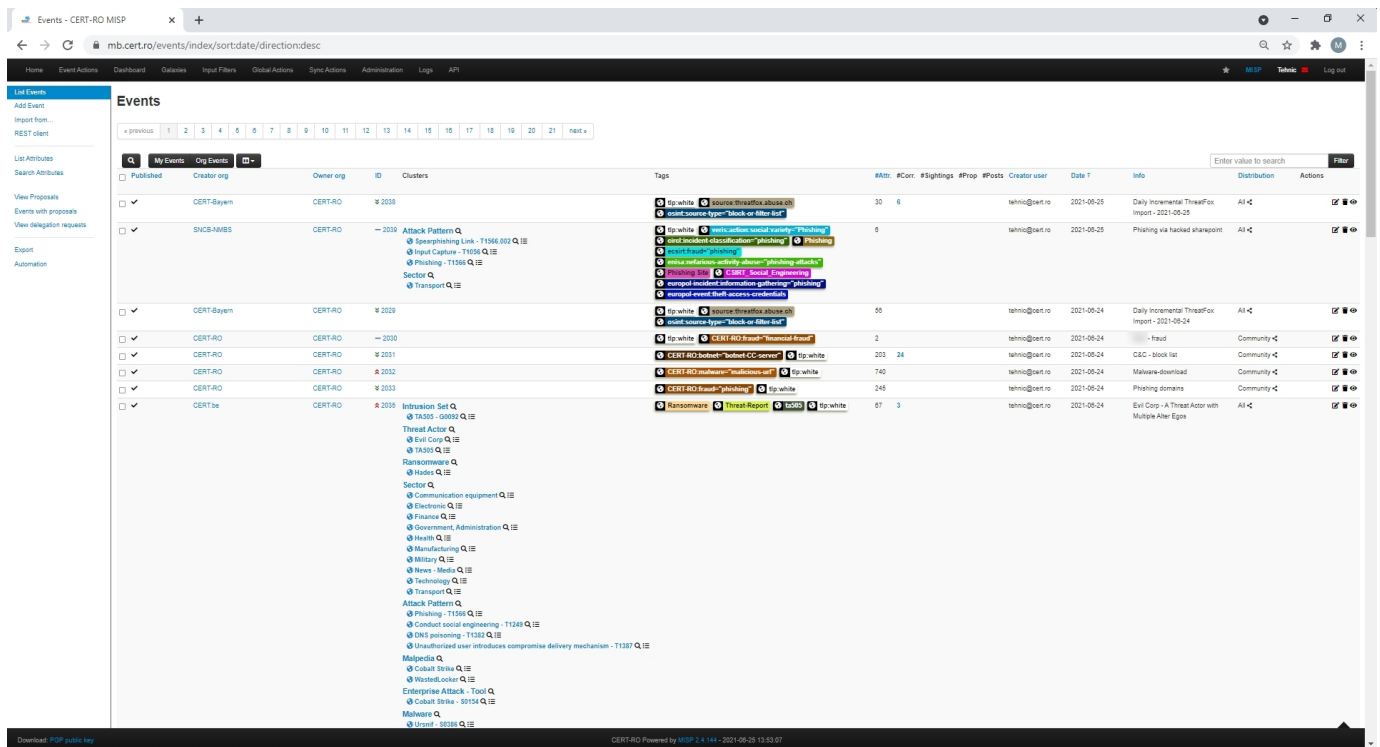 Events - CERT-RO MISP
mb.cert.ro/events/index/sort:date/direction:desc
M
Home Event Actions Dashboard Galaxies Input Filters Global Actions Sync Actions Administration Logs API MISP Tehnic Log out
List Events
Add Event
Import from...
REST client
List Attributes
Search Attributes
View Proposals
Events with proposals
View delegation requests
Export
Automation
Events
« previous 1 2 3 4 5 6 7 8 9 10 11 12 13 14 15 16 17 18 19 20 21 next »
My Events Org Events Enter value to search Filter
Published Creator org Owner org ID Clusters Tags #Attr. #Corr. #Sightings #Prop #Posts Creator user Date Info Distribution Actions
CERT-Bayern CERT-RO 2038 tlp:white source:threatfox.abuse.ch 30 6 tehnic@cert.ro 2021-06-25 Daily Incremental ThreatFox All
osint:source-type="block-or-filter-list" Import - 2021-06-25
SNCB-NMBS CERT-RO 2039 Attack Pattern tlp:white veris:action:social:variety="Phishing" 6 tehnic@cert.ro 2021-06-25 Phishing via hacked sharepoint All
Spearphishing Link - T1566.002 circl:incident-classification="phishing" Phishing
Input Capture - T1056 ecsirt:fraud="phishing"
Phishing - T1566 enisa:nefarious-activity-abuse="phishing-attacks"
Sector Phishing Site CSIRT_Social_Engineering
Transport europol-incident:information-gathering="phishing"
europol-event:theft-access-credentials
CERT-Bayern CERT-RO 2029 tlp:white source:threatfox.abuse.ch 56 tehnic@cert.ro 2021-06-24 Daily Incremental ThreatFox All
osint:source-type="block-or-filter-list" Import - 2021-06-24
CERT-RO CERT-RO 2030 tlp:white CERT-RO:fraud="financial-fraud" 2 tehnic@cert.ro 2021-06-24 - fraud Community
CERT-RO CERT-RO 2031 CERT-RO:botnet="botnet-CC-server" tlp:white 203 24 tehnic@cert.ro 2021-06-24 C&C - block list Community
CERT-RO CERT-RO 2032 CERT-RO:malware="malicious-url" tlp:white 740 tehnic@cert.ro 2021-06-24 Malware-download Community
CERT-RO CERT-RO 2033 CERT-RO:fraud="phishing" tlp:white 245 tehnic@cert.ro 2021-06-24 Phishing domains Community
CERT.be CERT-RO 2035 Intrusion Set Ransomware Threat-Report ta505 tlp:white 67 3 tehnic@cert.ro 2021-06-24 Evil Corp - A Threat Actor with All
TA505 - G0092 Multiple Alter Egos
Threat Actor
Evil Corp
TA505
Ransomware
Hades
Sector
Communication equipment
Electronic
Finance
Government, Administration
Health
Manufacturing
Military
News - Media
Technology
Transport
Attack Pattern
Phishing - T1566
Conduct social engineering - T1249
DNS poisoning - T1382
Unauthorized user introduces compromise delivery mechanism - T1387
Malpedia
Cobalt Strike
WastedLocker
Enterprise Attack - Tool
Cobalt Strike - S0154
Malware
Ursnif - S0386
Download: PGP public key CERT-RO Powered by MISP 2.4.144 - 2021-06-25 13:53:07